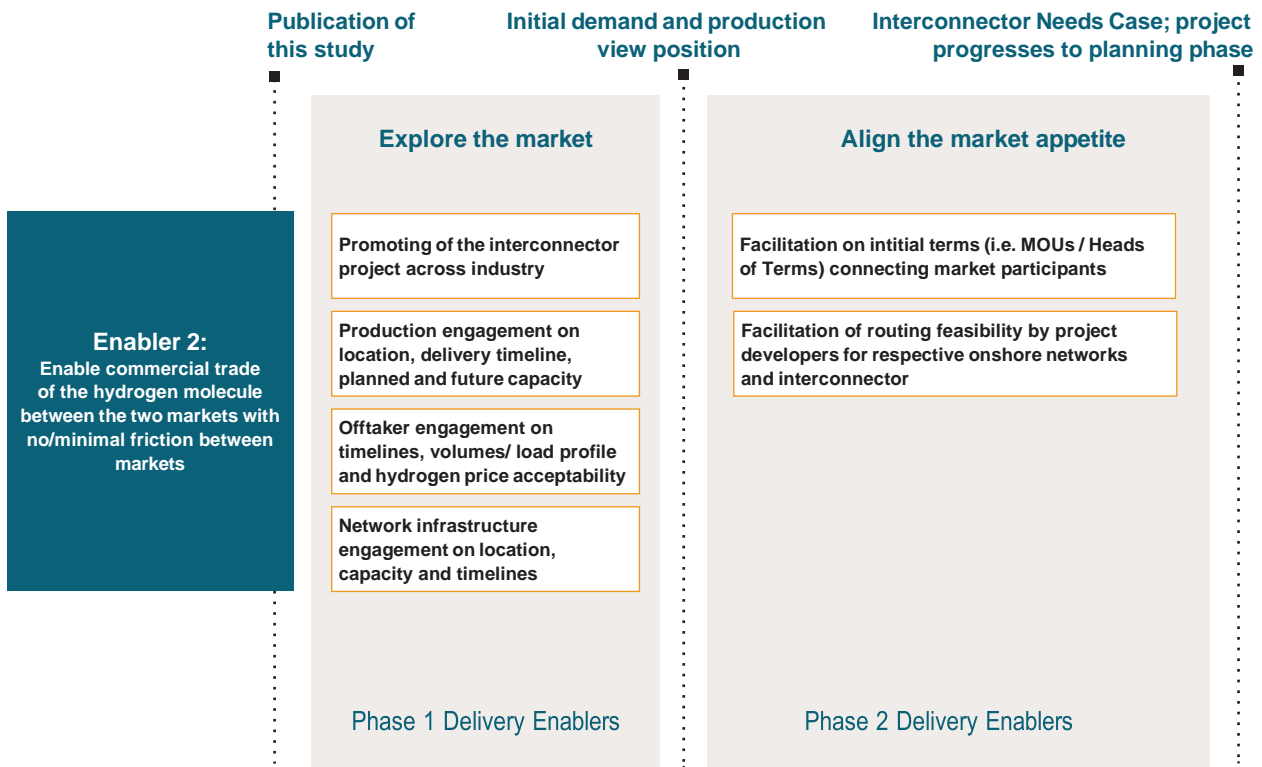 Publication of
this study
Initial demand and production
view position
Interconnector Needs Case; project
progresses to planning phase
Explore the market
Align the market appetite
Enabler 2:
Enable commercial trade
of the hydrogen molecule
between the two markets with
no/minimal friction between
markets
Promoting of the interconnector
project across industry
Production engagement on
location, delivery timeline,
planned and future capacity
Offtaker engagement on
timelines, volumes/ load profile
and hydrogen price acceptability
Network infrastructure
engagement on location,
capacity and timelines
Facilitation on intitial terms (i.e. MOUs / Heads
of Terms) connecting market participants
Facilitation of routing feasibility by project
developers for respective onshore networks
and interconnector
Phase 1 Delivery Enablers
Phase 2 Delivery Enablers